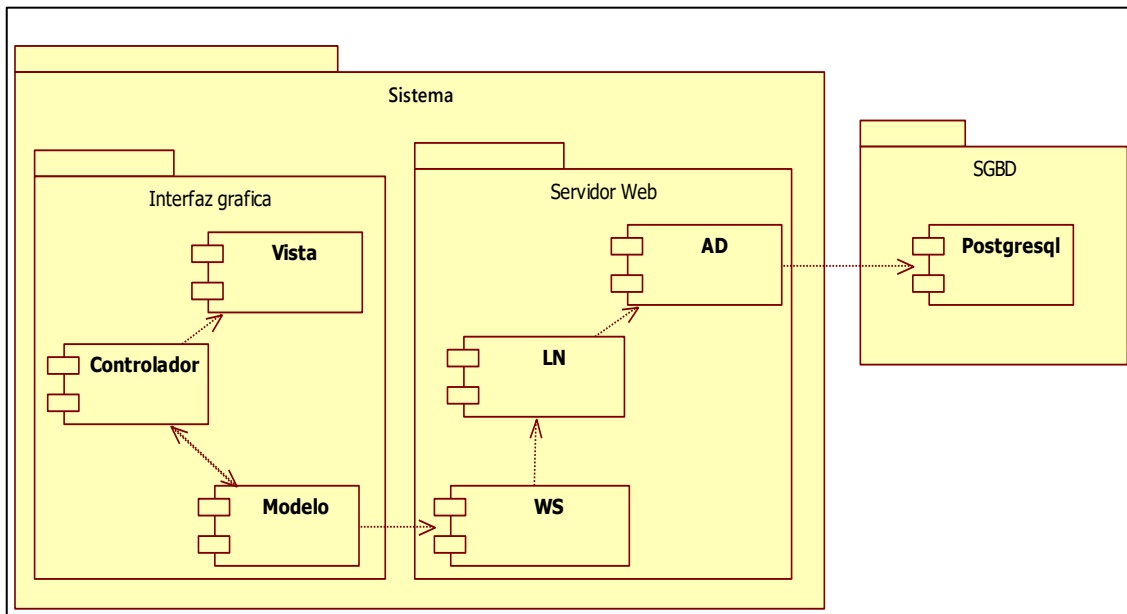 Sistema
Interfaz grafica
Vista
Controlador
Modelo
Servidor Web
AD
LN
WS
SGBD
Postgresql